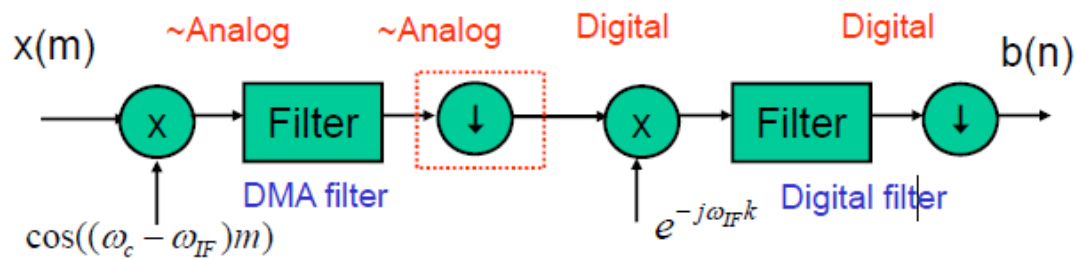 ~Analog ~Analog Digital Digital
x(m) b(n)
x Filter ↓ x Filter ↓
DMA filter Digital filter
cos((ω_c − ω_IF)m) e^{−jω_IF k}